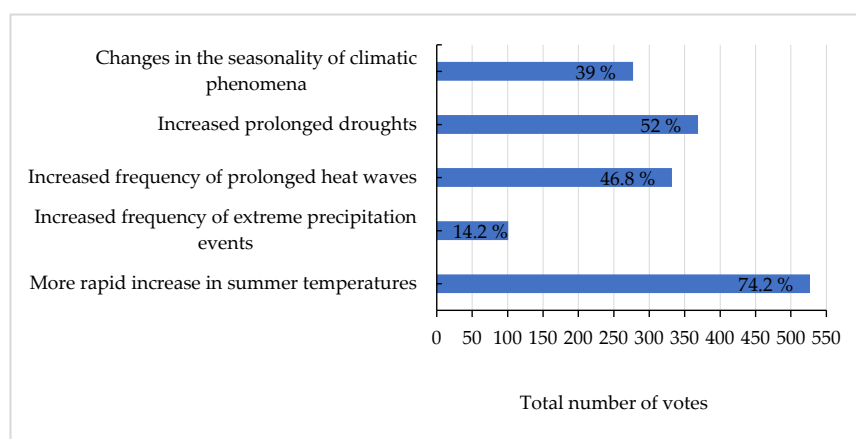 Changes in the seasonality of climatic
phenomena
39 %
Increased prolonged droughts
52 %
Increased frequency of prolonged heat waves
46.8 %
Increased frequency of extreme precipitation
events
14.2 %
More rapid increase in summer temperatures
74.2 %
0 50 100 150 200 250 300 350 400 450 500 550
Total number of votes